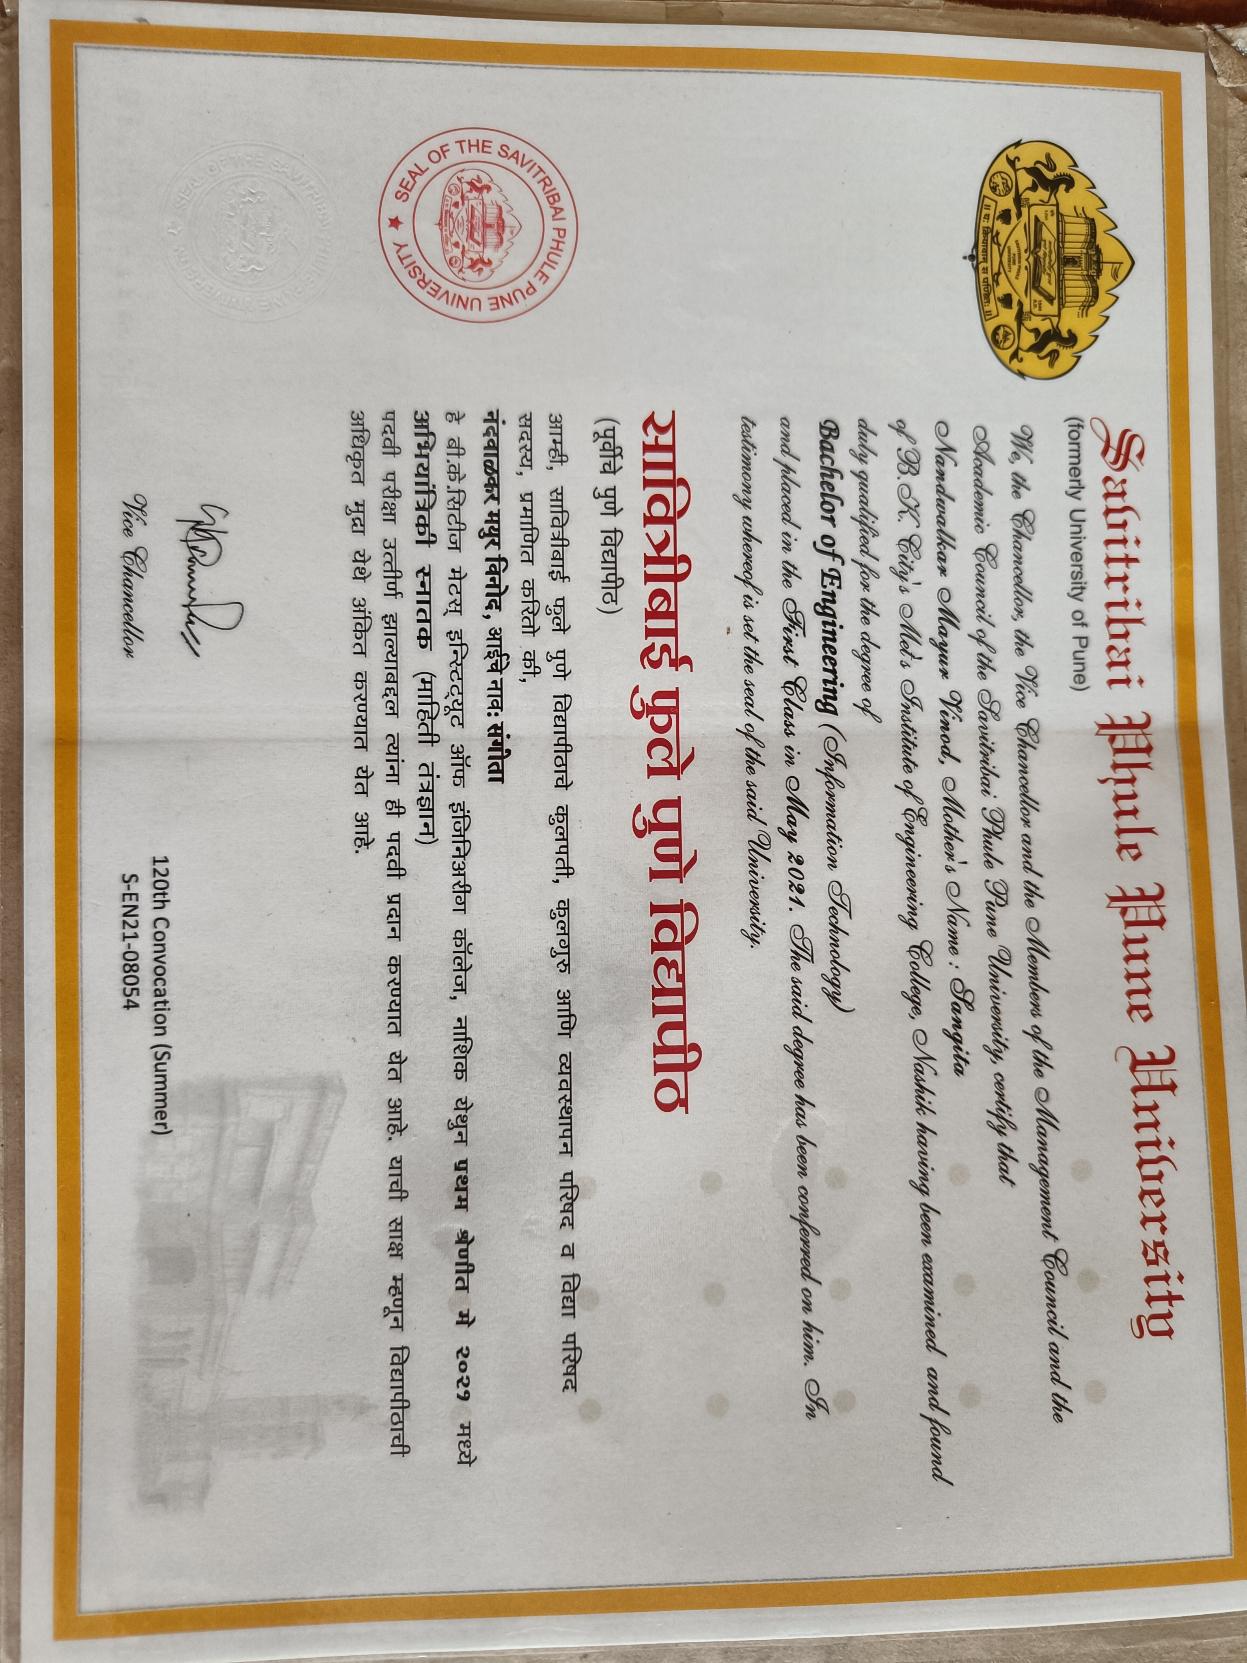 Savitribai Phule Pune University
(formerly University of Pune)
We, the Chancellor, the Vice Chancellor and the Members of the Management Council and the
Academic Council of the Savitribai Phule Pune University, certify that
Nandwalkar Mayur Vinod, Mother's Name : Sangita
of B.K. City's Met's Institute of Engineering College, Nashik having been examined and found
duly qualified for the degree of
Bachelor of Engineering (Information Technology)
and placed in the First Class in May 2021. The said degree has been conferred on him. In
testimony whereof is set the seal of the said University.
सावित्रीबाई फुले पुणे विद्यापीठ
(पूर्वीचे पुणे विद्यापीठ)
आम्ही, सावित्रीबाई फुले पुणे विद्यापीठाचे कुलपती, कुलगुरु आणि व्यवस्थापन परिषद व विद्या परिषद
सदस्य, प्रमाणित करितो की,
नंदवाळकर मयुर विनोद, आईचे नाव: संगीता
हे बी.के.सिटीज मेटस् इन्स्टिट्यूट ऑफ इंजिनिअरींग कॉलेज, नाशिक येथुन प्रथम श्रेणीत मे २०२१ मध्ये
अभियांत्रिकी स्नातक (माहिती तंत्रज्ञान)
पदवी परीक्षा उत्तीर्ण झाल्याबद्दल त्यांना ही पदवी प्रदान करण्यात येत आहे. याची साक्ष म्हणून विद्यापीठाची
अधिकृत मुद्रा येथे अंकित करण्यात येत आहे.
SAVITRIBAI PHULE
PUNE
UNIVERSITY
॥ यः क्रियावान् स पण्डितः ॥
SEAL OF THE SAVITRIBAI PHULE PUNE UNIVERSITY
Vice Chancellor
120th Convocation (Summer)
S-EN21-08054